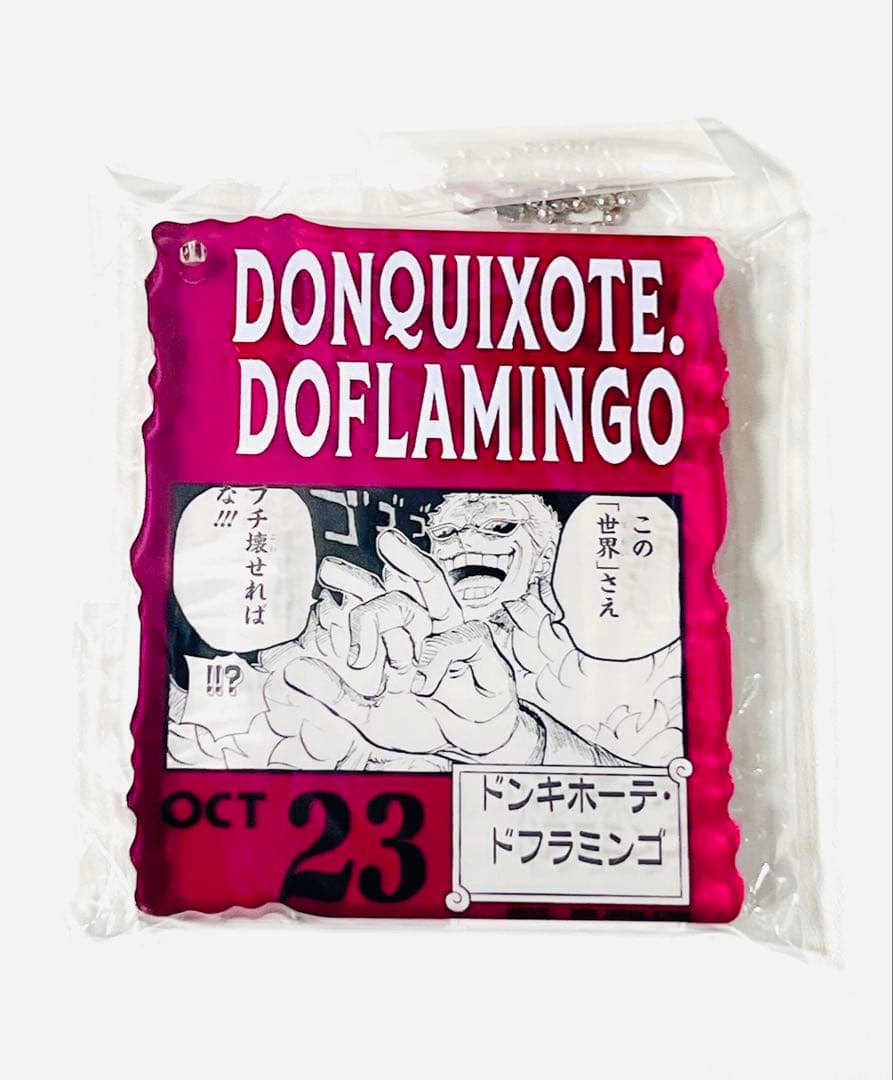 DONQUIXOTE.
DOFLAMINGO
この
「世界」さえ
ブチ壊せれば
な!!!
ゴゴゴ
!!?
OCT 23
ドンキホーテ・
ドフラミンゴ